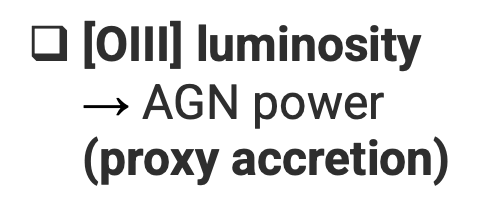 ❑ [OIII] luminosity
→ AGN power
(proxy accretion)